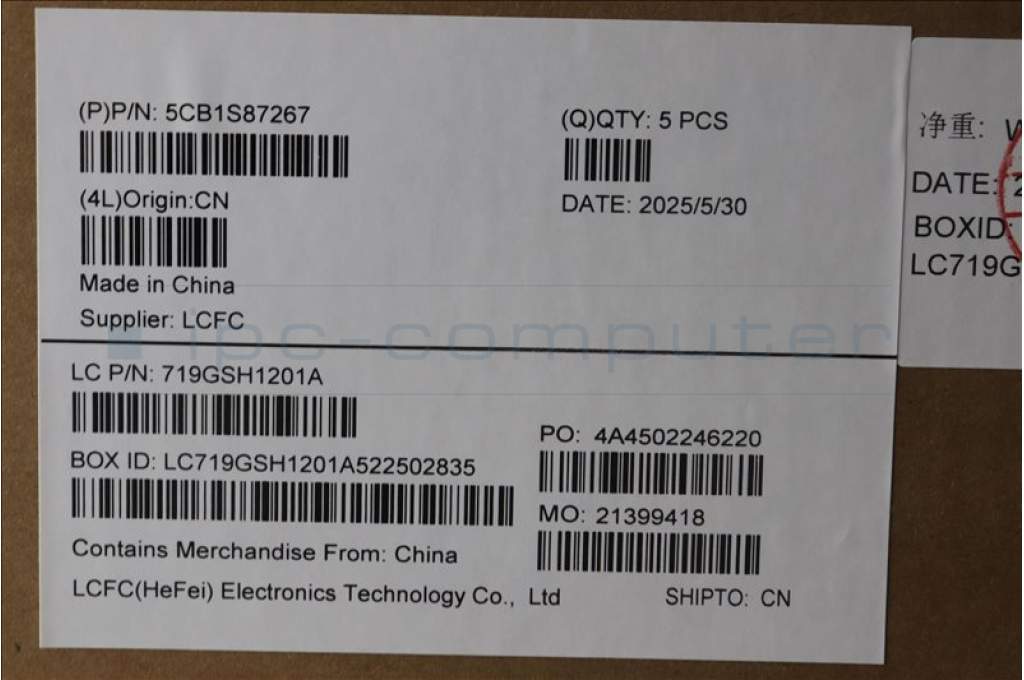 (P)P/N: 5CB1S87267
(Q)QTY: 5 PCS
(4L)Origin:CN
DATE: 2025/5/30
Made in China
Supplier: LCFC
ipc-computer
LC P/N: 719GSH1201A
PO: 4A4502246220
BOX ID: LC719GSH1201A522502835
MO: 21399418
Contains Merchandise From: China
LCFC(HeFei) Electronics Technology Co., Ltd
SHIPTO: CN
净重:
DATE:
BOXID:
LC719G